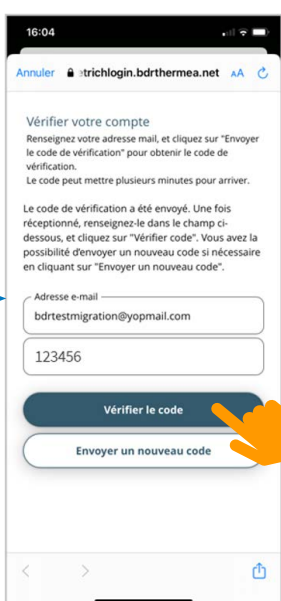 16:04
Annuler
trichlogin.bdrthermea.net
AA
Vérifier votre compte
Renseignez votre adresse mail, et cliquez sur "Envoyer
le code de vérification" pour obtenir le code de
vérification.
Le code peut mettre plusieurs minutes pour arriver.
Le code de vérification a été envoyé. Une fois
réceptionné, renseignez-le dans le champ ci-
dessous, et cliquez sur "Vérifier code". Vous avez la
possibilité d'envoyer un nouveau code si nécessaire
en cliquant sur "Envoyer un nouveau code".
Adresse e-mail
bdrtestmigration@yopmail.com
123456
Vérifier le code
Envoyer un nouveau code